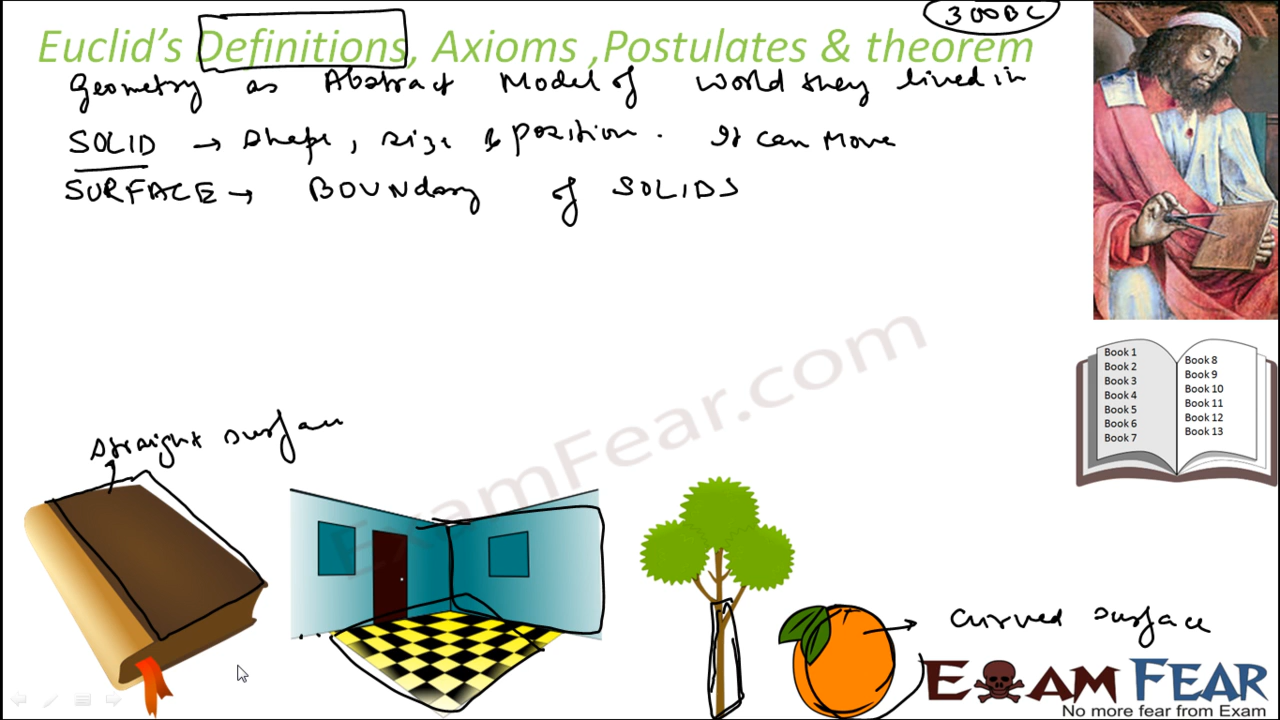 300BC
Euclid's Definitions, Axioms ,Postulates & theorem
Geometry as Abstract Model of world they lived in
SOLID → shape, size & position. It can Move
SURFACE → BOUNdary of SOLIDS
Book 1
Book 2
Book 3
Book 4
Book 5
Book 6
Book 7
Book 8
Book 9
Book 10
Book 11
Book 12
Book 13
ExamFear.com
straight surface
curved surface
EXAM FEAR
No more fear from Exam